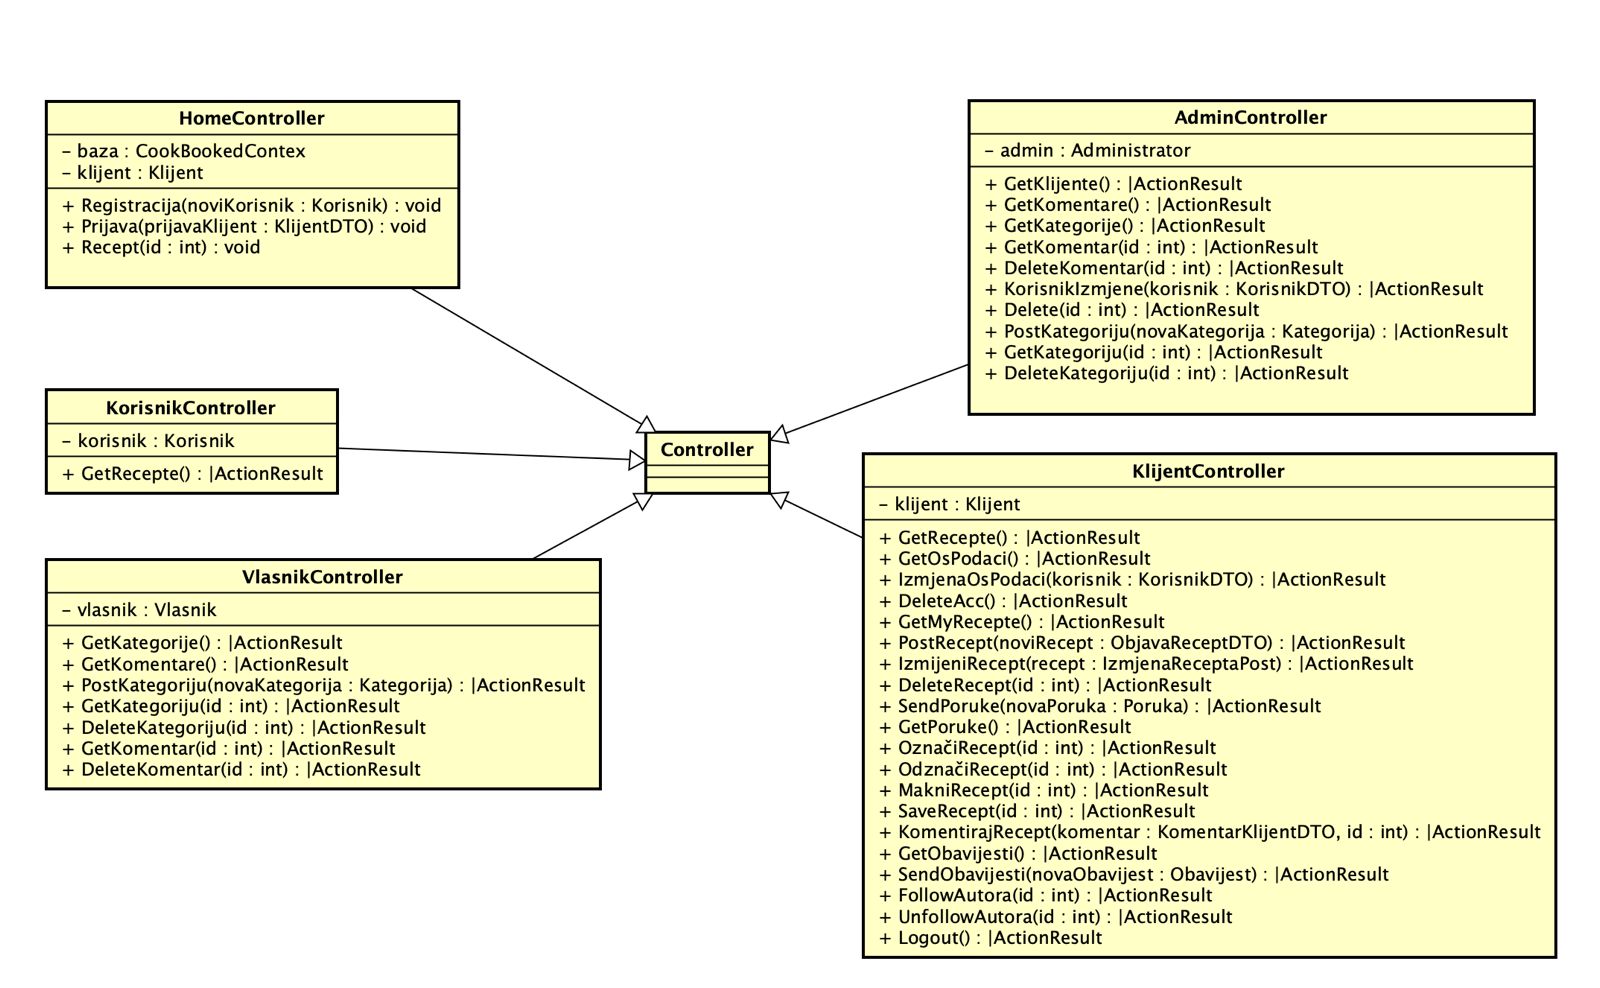 HomeController
– baza : CookBookedContex
– klijent : Klijent
+ Registracija(noviKorisnik : Korisnik) : void
+ Prijava(prijavaKlijent : KlijentDTO) : void
+ Recept(id : int) : void
KorisnikController
– korisnik : Korisnik
+ GetRecepte() : |ActionResult
VlasnikController
– vlasnik : Vlasnik
+ GetKategorije() : |ActionResult
+ GetKomentare() : |ActionResult
+ PostKategoriju(novaKategorija : Kategorija) : |ActionResult
+ GetKategoriju(id : int) : |ActionResult
+ DeleteKategoriju(id : int) : |ActionResult
+ GetKomentar(id : int) : |ActionResult
+ DeleteKomentar(id : int) : |ActionResult
Controller
AdminController
– admin : Administrator
+ GetKlijente() : |ActionResult
+ GetKomentare() : |ActionResult
+ GetKategorije() : |ActionResult
+ GetKomentar(id : int) : |ActionResult
+ DeleteKomentar(id : int) : |ActionResult
+ KorisnikIzmjene(korisnik : KorisnikDTO) : |ActionResult
+ Delete(id : int) : |ActionResult
+ PostKategoriju(novaKategorija : Kategorija) : |ActionResult
+ GetKategoriju(id : int) : |ActionResult
+ DeleteKategoriju(id : int) : |ActionResult
KlijentController
– klijent : Klijent
+ GetRecepte() : |ActionResult
+ GetOsPodaci() : |ActionResult
+ IzmjenaOsPodaci(korisnik : KorisnikDTO) : |ActionResult
+ DeleteAcc() : |ActionResult
+ GetMyRecepte() : |ActionResult
+ PostRecept(noviRecept : ObjavaReceptDTO) : |ActionResult
+ IzmijeniRecept(recept : IzmjenaReceptaPost) : |ActionResult
+ DeleteRecept(id : int) : |ActionResult
+ SendPoruke(novaPoruka : Poruka) : |ActionResult
+ GetPoruke() : |ActionResult
+ OznačiRecept(id : int) : |ActionResult
+ OdznačiRecept(id : int) : |ActionResult
+ MakniRecept(id : int) : |ActionResult
+ SaveRecept(id : int) : |ActionResult
+ KomentirajRecept(komentar : KomentarKlijentDTO, id : int) : |ActionResult
+ GetObavijesti() : |ActionResult
+ SendObavijesti(novaObavijest : Obavijest) : |ActionResult
+ FollowAutora(id : int) : |ActionResult
+ UnfollowAutora(id : int) : |ActionResult
+ Logout() : |ActionResult